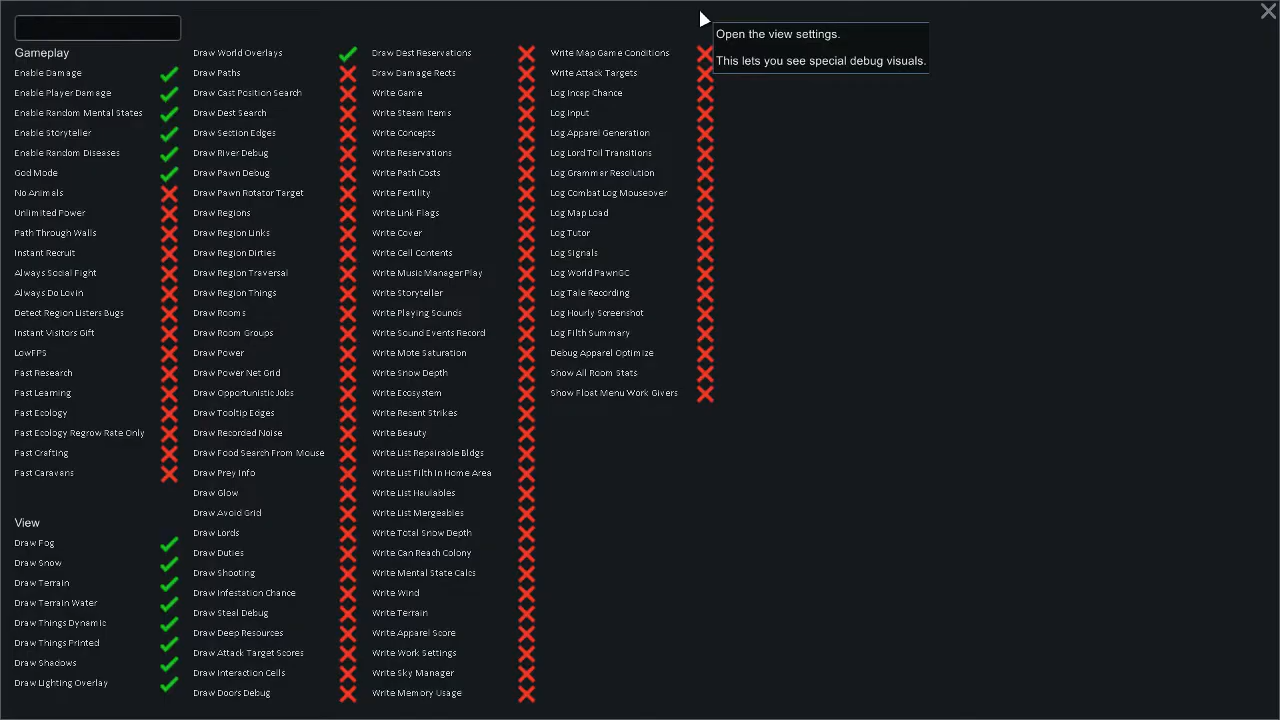 Gameplay
Enable Damage
Enable Player Damage
Enable Random Mental States
Enable Storyteller
Enable Random Diseases
God Mode
No Animals
Unlimited Power
Path Through Walls
Instant Recruit
Always Social Fight
Always Do Lovin
Detect Region Listers Bugs
Instant Visitors Gift
LowFPS
Fast Research
Fast Learning
Fast Ecology
Fast Ecology Regrow Rate Only
Fast Crafting
Fast Caravans
View
Draw Fog
Draw Snow
Draw Terrain
Draw Terrain Water
Draw Things Dynamic
Draw Things Printed
Draw Shadows
Draw Lighting Overlay
Draw World Overlays
Draw Paths
Draw Cast Position Search
Draw Dest Search
Draw Section Edges
Draw River Debug
Draw Pawn Debug
Draw Pawn Rotator Target
Draw Regions
Draw Region Links
Draw Region Dirties
Draw Region Traversal
Draw Region Things
Draw Rooms
Draw Room Groups
Draw Power
Draw Power Net Grid
Draw Opportunistic Jobs
Draw Tooltip Edges
Draw Recorded Noise
Draw Food Search From Mouse
Draw Prey Info
Draw Glow
Draw Avoid Grid
Draw Lords
Draw Duties
Draw Shooting
Draw Infestation Chance
Draw Steal Debug
Draw Deep Resources
Draw Attack Target Scores
Draw Interaction Cells
Draw Doors Debug
Draw Dest Reservations
Draw Damage Rects
Write Game
Write Steam Items
Write Concepts
Write Reservations
Write Path Costs
Write Fertility
Write Link Flags
Write Cover
Write Cell Contents
Write Music Manager Play
Write Storyteller
Write Playing Sounds
Write Sound Events Record
Write Mote Saturation
Write Snow Depth
Write Ecosystem
Write Recent Strikes
Write Beauty
Write List Repairable Bldgs
Write List Filth In Home Area
Write List Haulables
Write List Mergeables
Write Total Snow Depth
Write Can Reach Colony
Write Mental State Calcs
Write Wind
Write Terrain
Write Apparel Score
Write Work Settings
Write Sky Manager
Write Memory Usage
Write Map Game Conditions
Write Attack Targets
Log Incap Chance
Log Input
Log Apparel Generation
Log Lord Toil Transitions
Log Grammar Resolution
Log Combat Log Mouseover
Log Map Load
Log Tutor
Log Signals
Log World PawnGC
Log Tale Recording
Log Hourly Screenshot
Log Filth Summary
Debug Apparel Optimize
Show All Room Stats
Show Float Menu Work Givers
Open the view settings.
This lets you see special debug visuals.